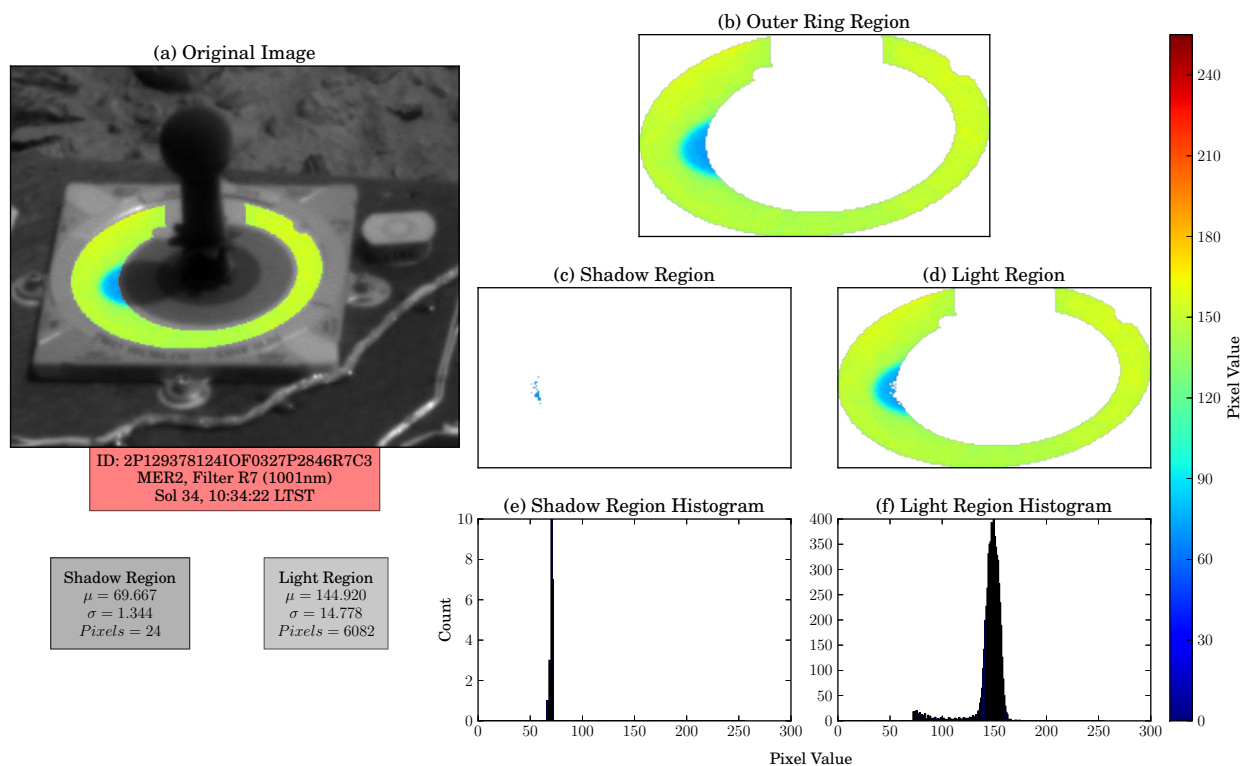 (a) Original Image
ID: 2P129378124IOF0327P2846R7C3
MER2, Filter R7 (1001nm)
Sol 34, 10:34:22 LTST
Shadow Region
μ = 69.667
σ = 1.344
Pixels = 24
Light Region
μ = 144.920
σ = 14.778
Pixels = 6082
(b) Outer Ring Region
(c) Shadow Region
(d) Light Region
(e) Shadow Region Histogram
10
8
6
4
2
0
Count
0 50 100 150 200 250 300
(f) Light Region Histogram
400
350
300
250
200
150
100
50
0
0 50 100 150 200 250 300
Pixel Value
240
210
180
150
120
90
60
30
0
Pixel Value